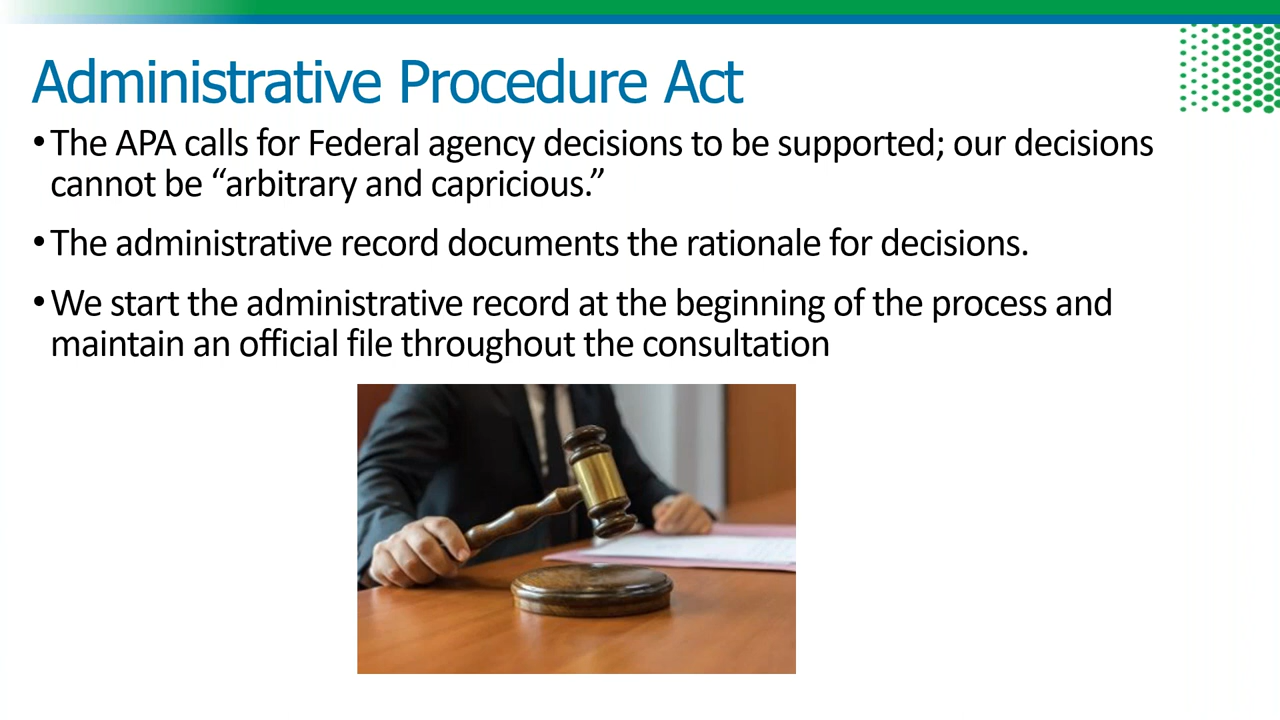 Administrative Procedure Act
•The APA calls for Federal agency decisions to be supported; our decisions
cannot be “arbitrary and capricious.”
•The administrative record documents the rationale for decisions.
•We start the administrative record at the beginning of the process and
maintain an official file throughout the consultation